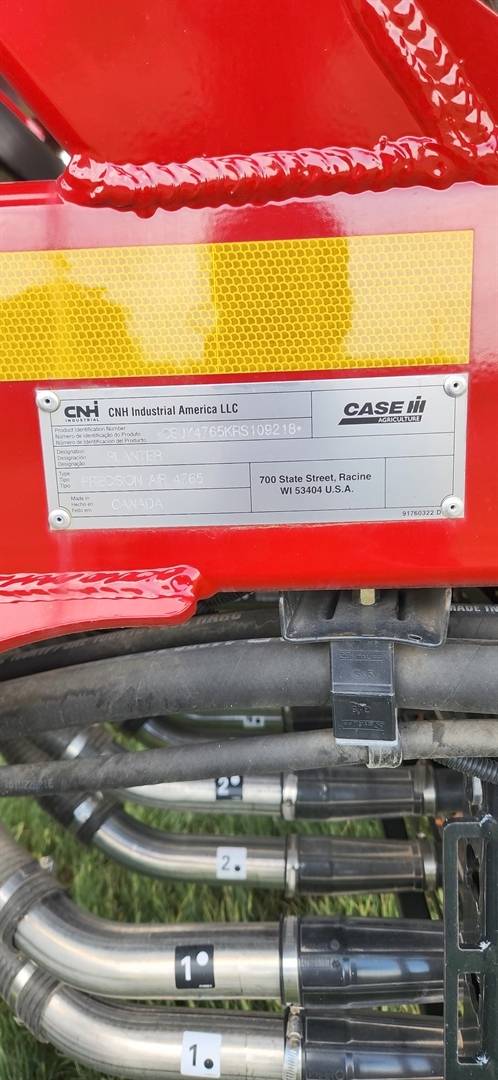 CNH
INDUSTRIAL
CNH Industrial America LLC
Product Identification Number
Número de Identificação do Produto
Número de Identificacion del Producto
4765KRS109218*
CASE IH
AGRICULTURE
Designation
Designación
Designação
PLANTER
Type
Tipo
Tipo
PRECISION AIR 4765
700 State Street, Racine
WI 53404 U.S.A.
Made in
Hecho en
Feito em
CANADA
91760322 D
2
2
1
1